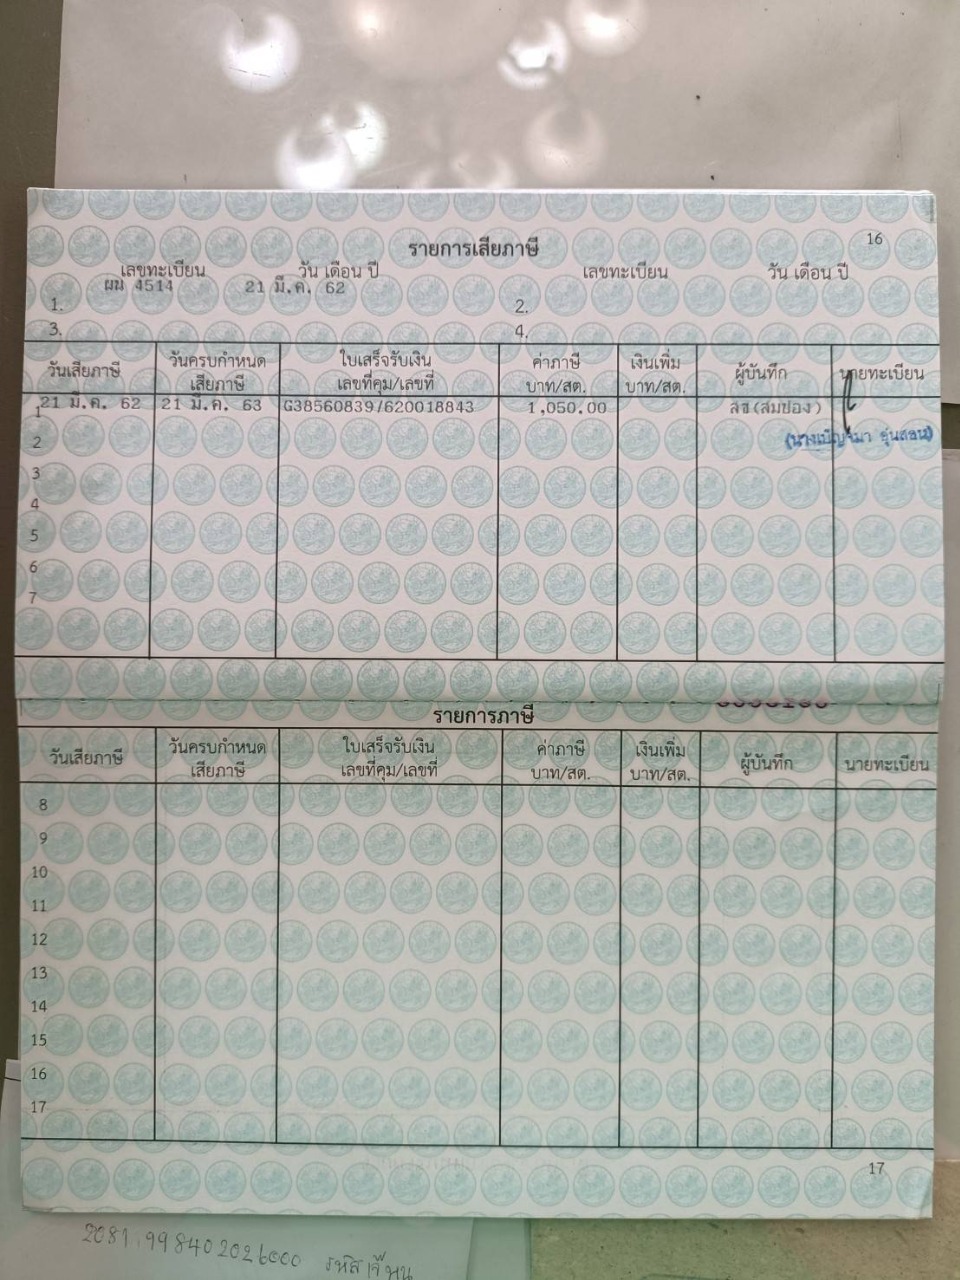 16
รายการเสียภาษี
เลขทะเบียน วัน เดือน ปี เลขทะเบียน วัน เดือน ปี
1. ผม 4514 21 มี.ค. 62 2.
3. 4.
วันเสียภาษี วันครบกำหนดเสียภาษี ใบเสร็จรับเงิน เลขที่คุม/เลขที่ ค่าภาษี บาท/สต. เงินเพิ่ม บาท/สต. ผู้บันทึก นายทะเบียน
1 21 มี.ค. 62 21 มี.ค. 63 G38560839/620018843 1,050.00 ลช(สมปอง)
2
3
4
5
6
7
รายการภาษี
วันเสียภาษี วันครบกำหนดเสียภาษี ใบเสร็จรับเงิน เลขที่คุม/เลขที่ ค่าภาษี บาท/สต. เงินเพิ่ม บาท/สต. ผู้บันทึก นายทะเบียน
8
9
10
11
12
13
14
15
16
17
17
รหัส